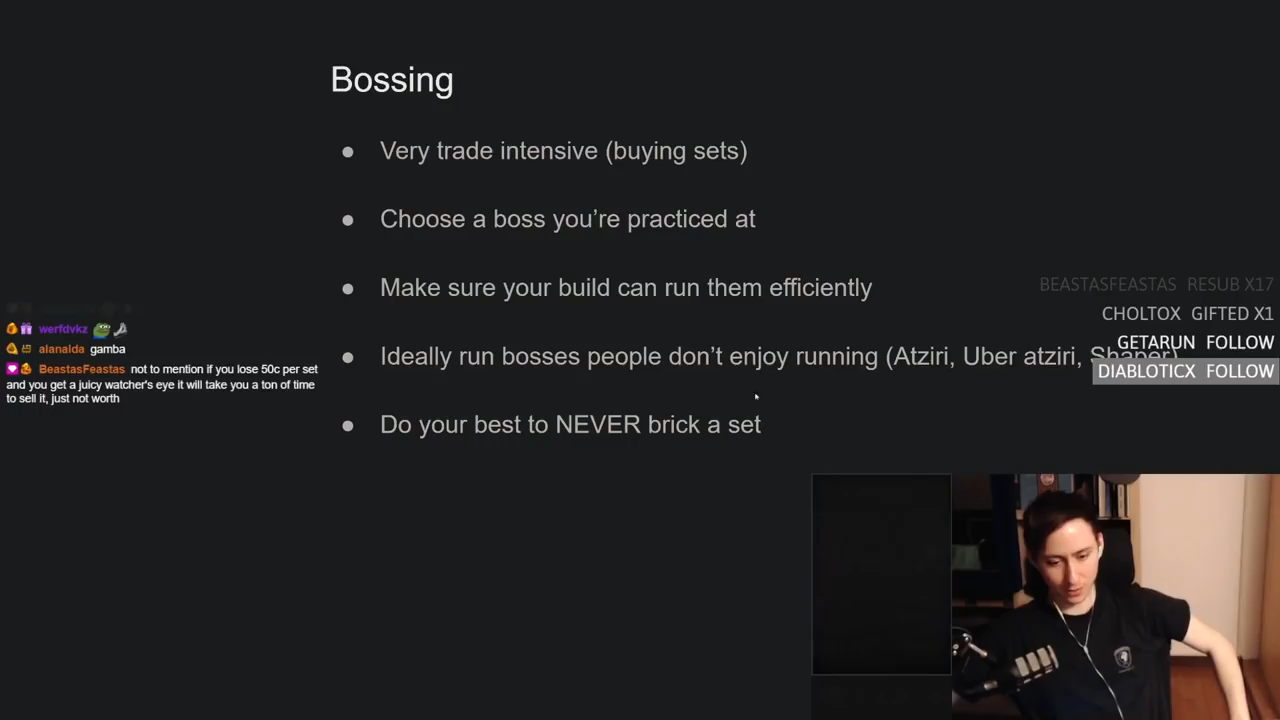 Bossing
● Very trade intensive (buying sets)
● Choose a boss you're practiced at
● Make sure your build can run them efficiently
● Ideally run bosses people don't enjoy running (Atziri, Uber atziri, Shaper)
● Do your best to NEVER brick a set
werfdvkz
alanalda gamba
BeastasFeastas not to mention if you lose 50c per set
and you get a juicy watcher's eye it will take you a ton of time
to sell it, just not worth
BEASTASFEASTAS RESUB X17
CHOLTOX GIFTED X1
GETARUN FOLLOW
DIABLOTICX FOLLOW